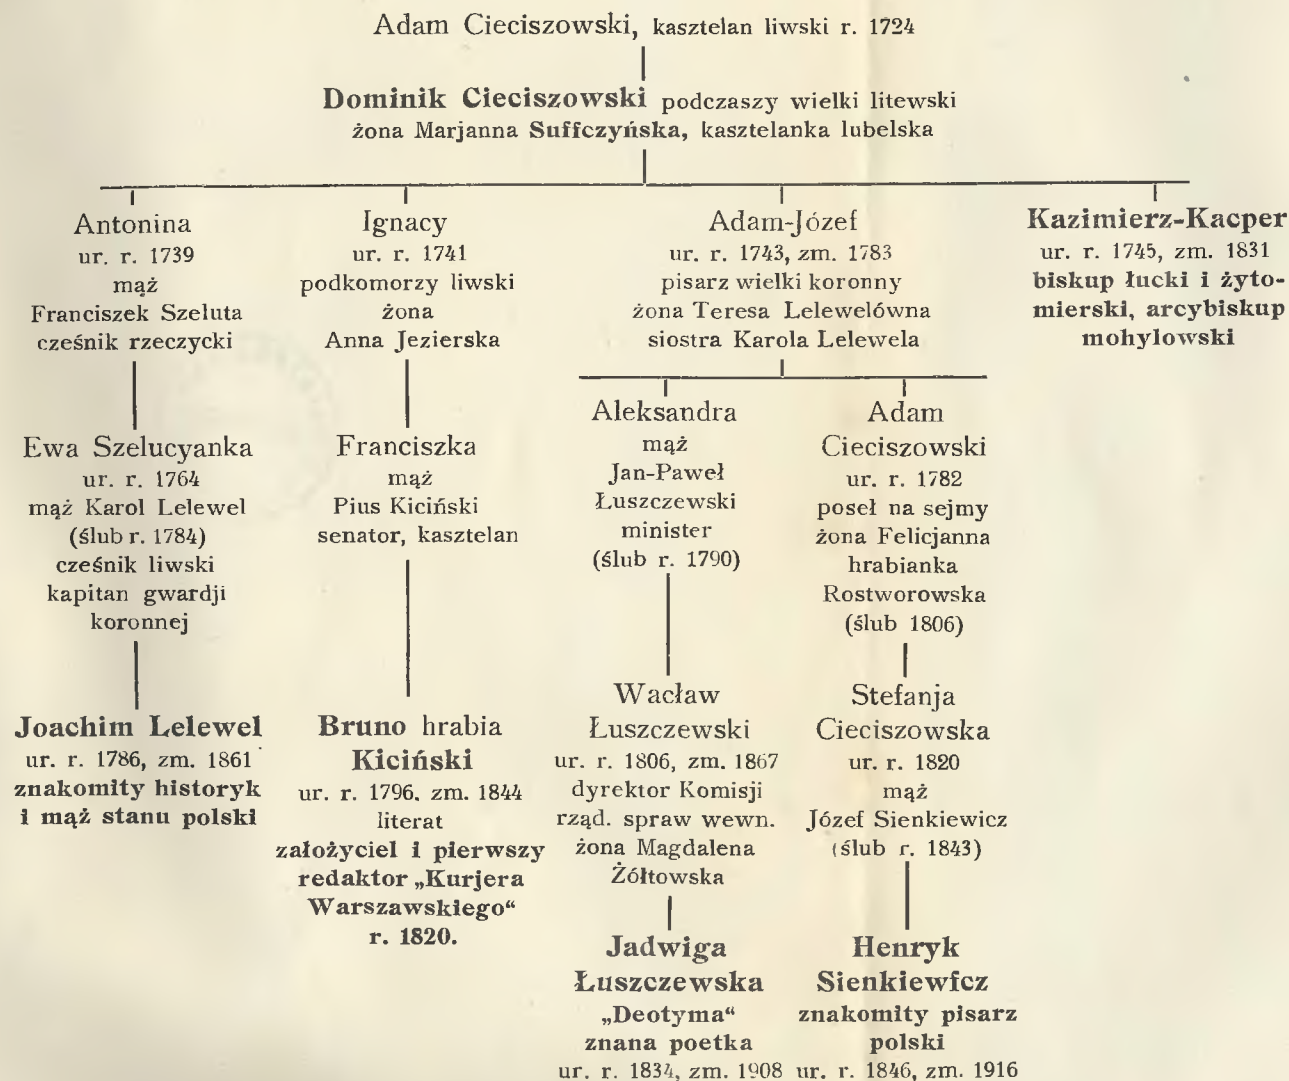 Adam Cieciszowski, kasztelan liwski r. 1724
Dominik Cieciszowski podczaszy wielki litewski
żona Marjanna Suffczyńska, kasztelanka lubelska
Antonina
ur. r. 1739
mąż
Franciszek Szeluta
cześnik rzeczycki
Ewa Szelucyanka
ur. r. 1764
mąż Karol Lelewel
(ślub r. 1784)
cześnik liwski
kapitan gwardji
koronnej
Joachim Lelewel
ur. r. 1786, zm. 1861
znakomity historyk
i mąż stanu polski
Ignacy
ur. r. 1741
podkomorzy liwski
żona
Anna Jezierska
Franciszka
mąż
Pius Kiciński
senator, kasztelan
Bruno hrabia
Kiciński
ur. r. 1796. zm. 1844
literat
założyciel i pierwszy
redaktor „Kurjera
Warszawskiego“
r. 1820.
Adam-Józef
ur. r. 1743, zm. 1783
pisarz wielki koronny
żona Teresa Lelewelówna
siostra Karola Lelewela
Aleksandra
mąż
Jan-Paweł
Łuszczewski
minister
(ślub r. 1790)
Wacław
Łuszczewski
ur. r. 1806, zm. 1867
dyrektor Komisji
rząd. spraw wewn.
żona Magdalena
Żółtowska
Jadwiga
Łuszczewska
„Deotyma“
znana poetka
ur. r. 1834, zm. 1908
Adam
Cieciszowski
ur. r. 1782
poseł na sejmy
żona Felicjanna
hrabianka
Rostworowska
(ślub 1806)
Stefanja
Cieciszowska
ur. r. 1820
mąż
Józef Sienkiewicz
(ślub r. 1843)
Henryk
Sienkiewfcz
znakomity pisarz
polski
ur. r. 1846, zm. 1916
Kazimierz-Kacper
ur. r. 1745, zm. 1831
biskup łucki i żyto-
mierski, arcybiskup
mohylowski